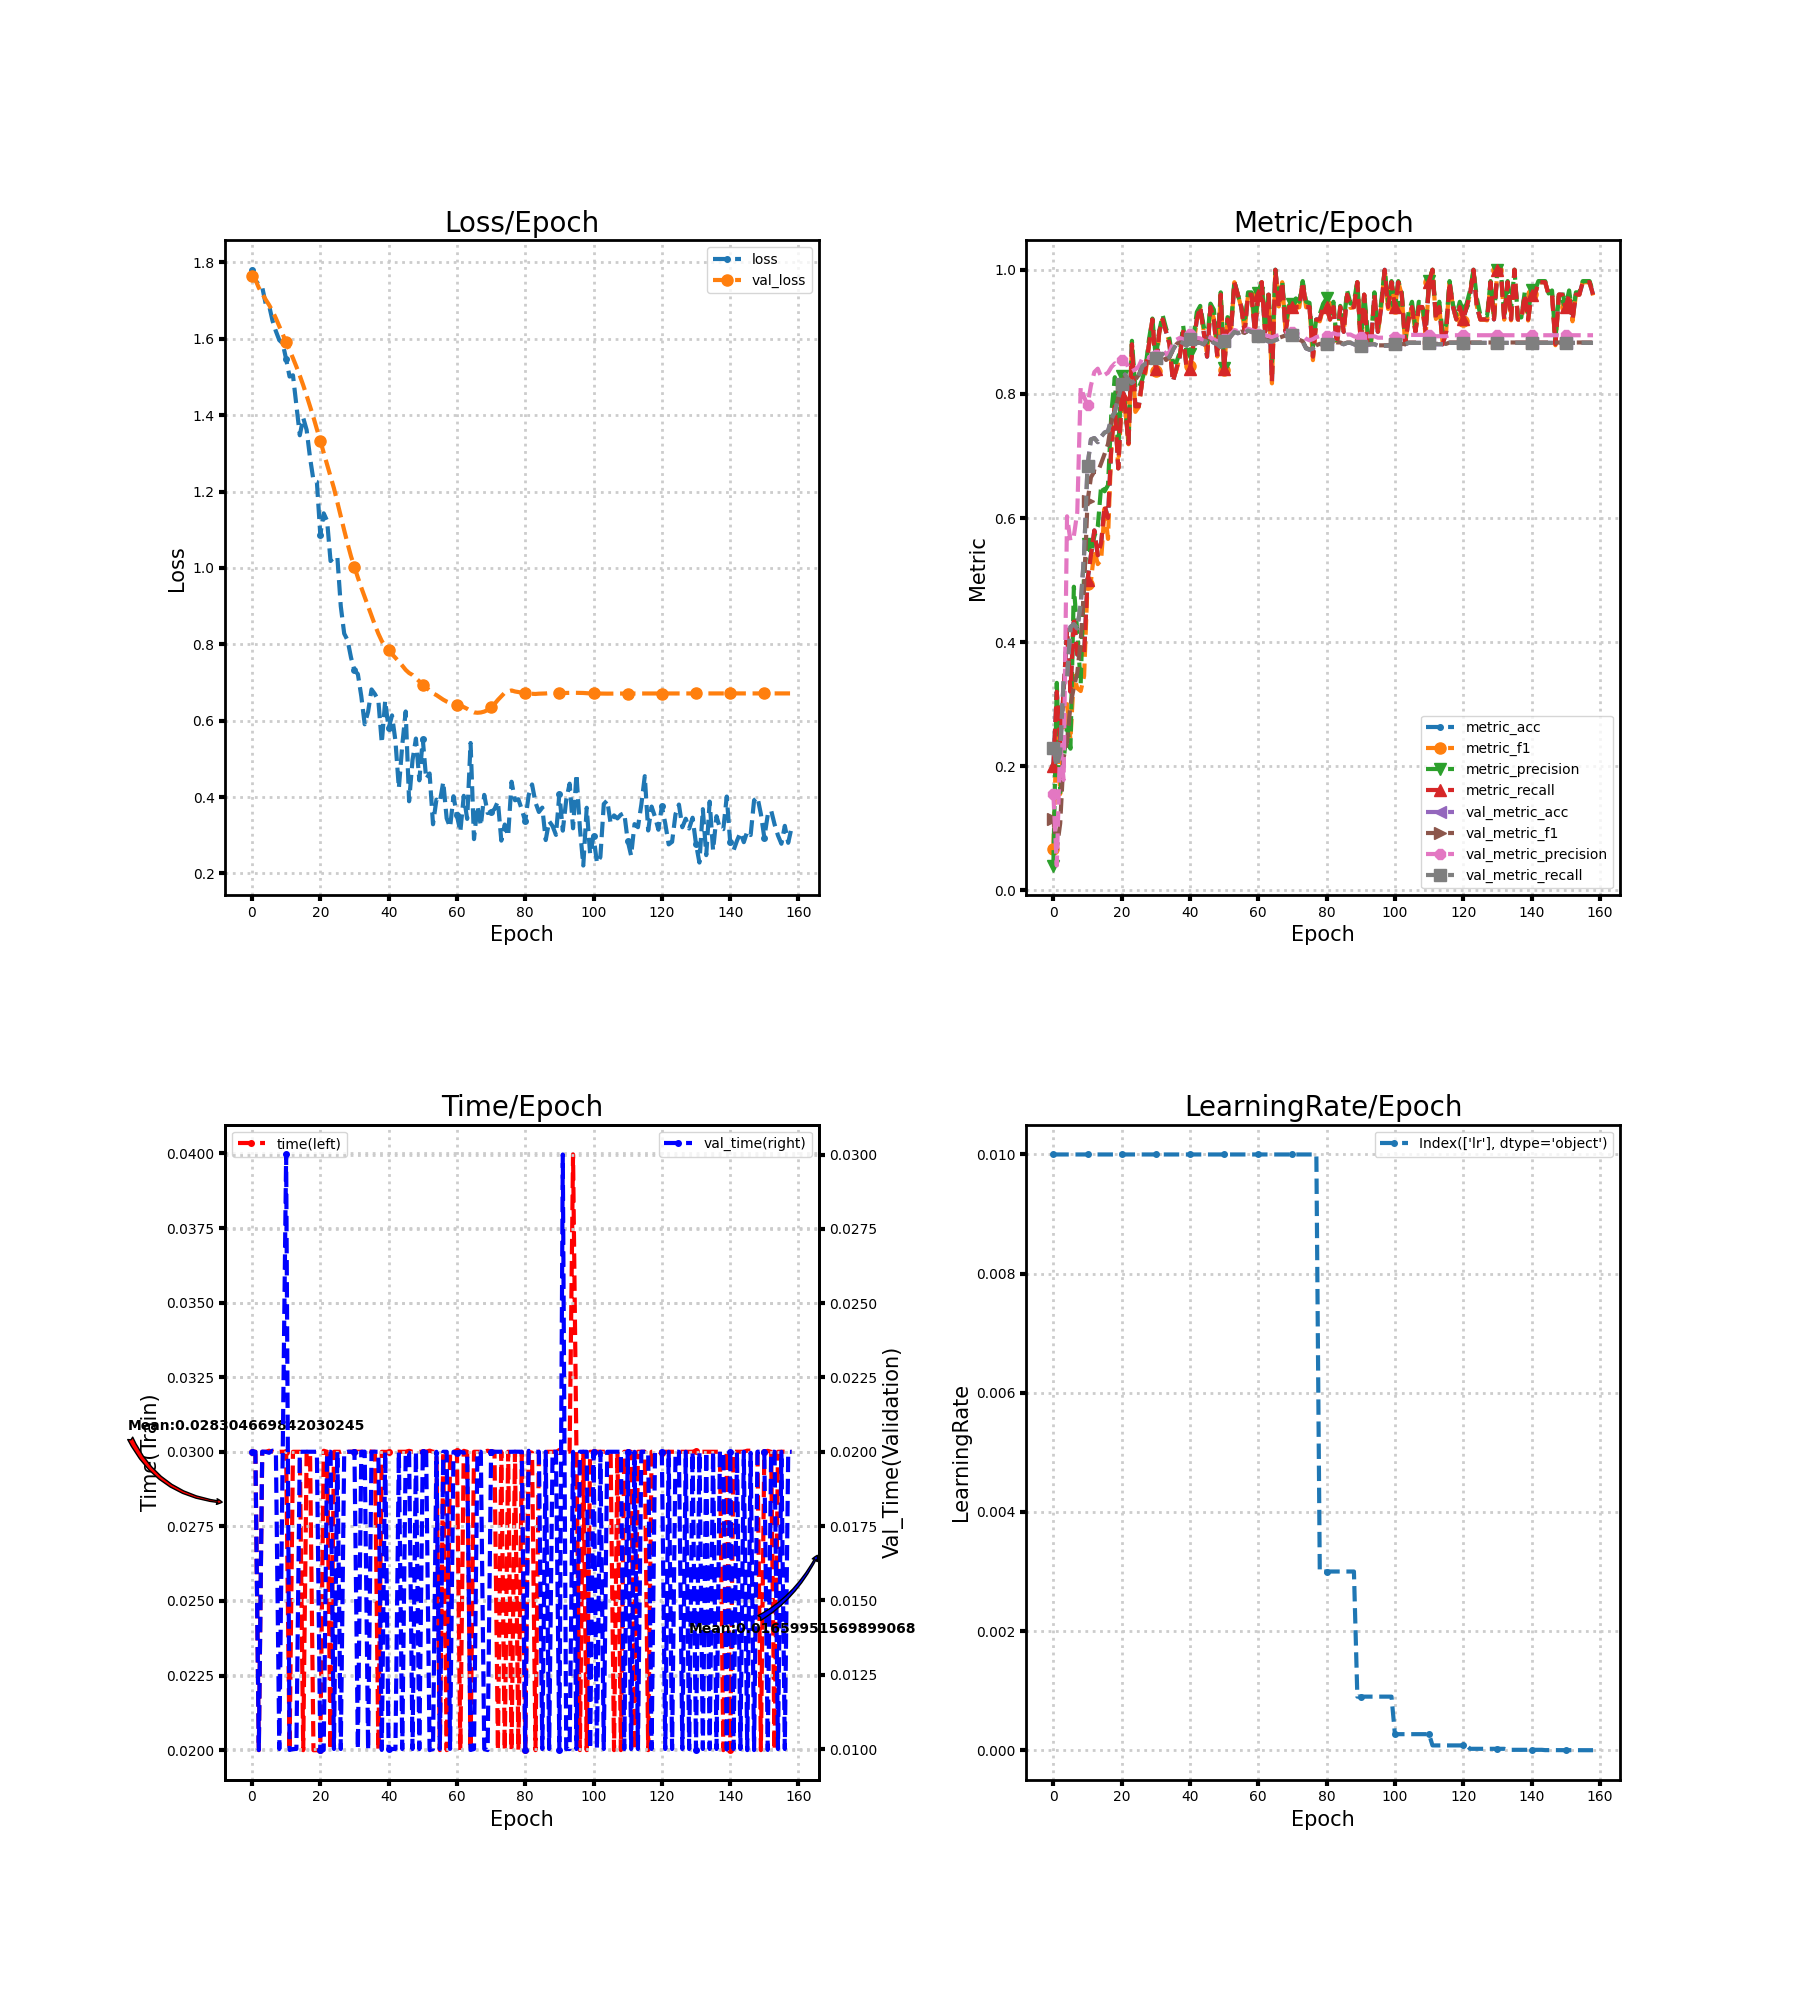 Loss/Epoch
1.8
1.6
1.4
1.2
1.0
0.8
0.6
0.4
0.2
Loss
loss
val_loss
0 20 40 60 80 100 120 140 160
Epoch
Metric/Epoch
1.0
0.8
0.6
0.4
0.2
0.0
Metric
metric_acc
metric_f1
metric_precision
metric_recall
val_metric_acc
val_metric_f1
val_metric_precision
val_metric_recall
0 20 40 60 80 100 120 140 160
Epoch
Time/Epoch
time(left)
val_time(right)
0.0400
0.0375
0.0350
0.0325
0.0300
0.0275
0.0250
0.0225
0.0200
Time(Train)
Mean:0.028304669842030245
0.0300
0.0275
0.0250
0.0225
0.0200
0.0175
0.0150
0.0125
0.0100
Val_Time(Validation)
Mean:0.01659951569899068
0 20 40 60 80 100 120 140 160
Epoch
LearningRate/Epoch
Index(['lr'], dtype='object')
0.010
0.008
0.006
0.004
0.002
0.000
LearningRate
0 20 40 60 80 100 120 140 160
Epoch